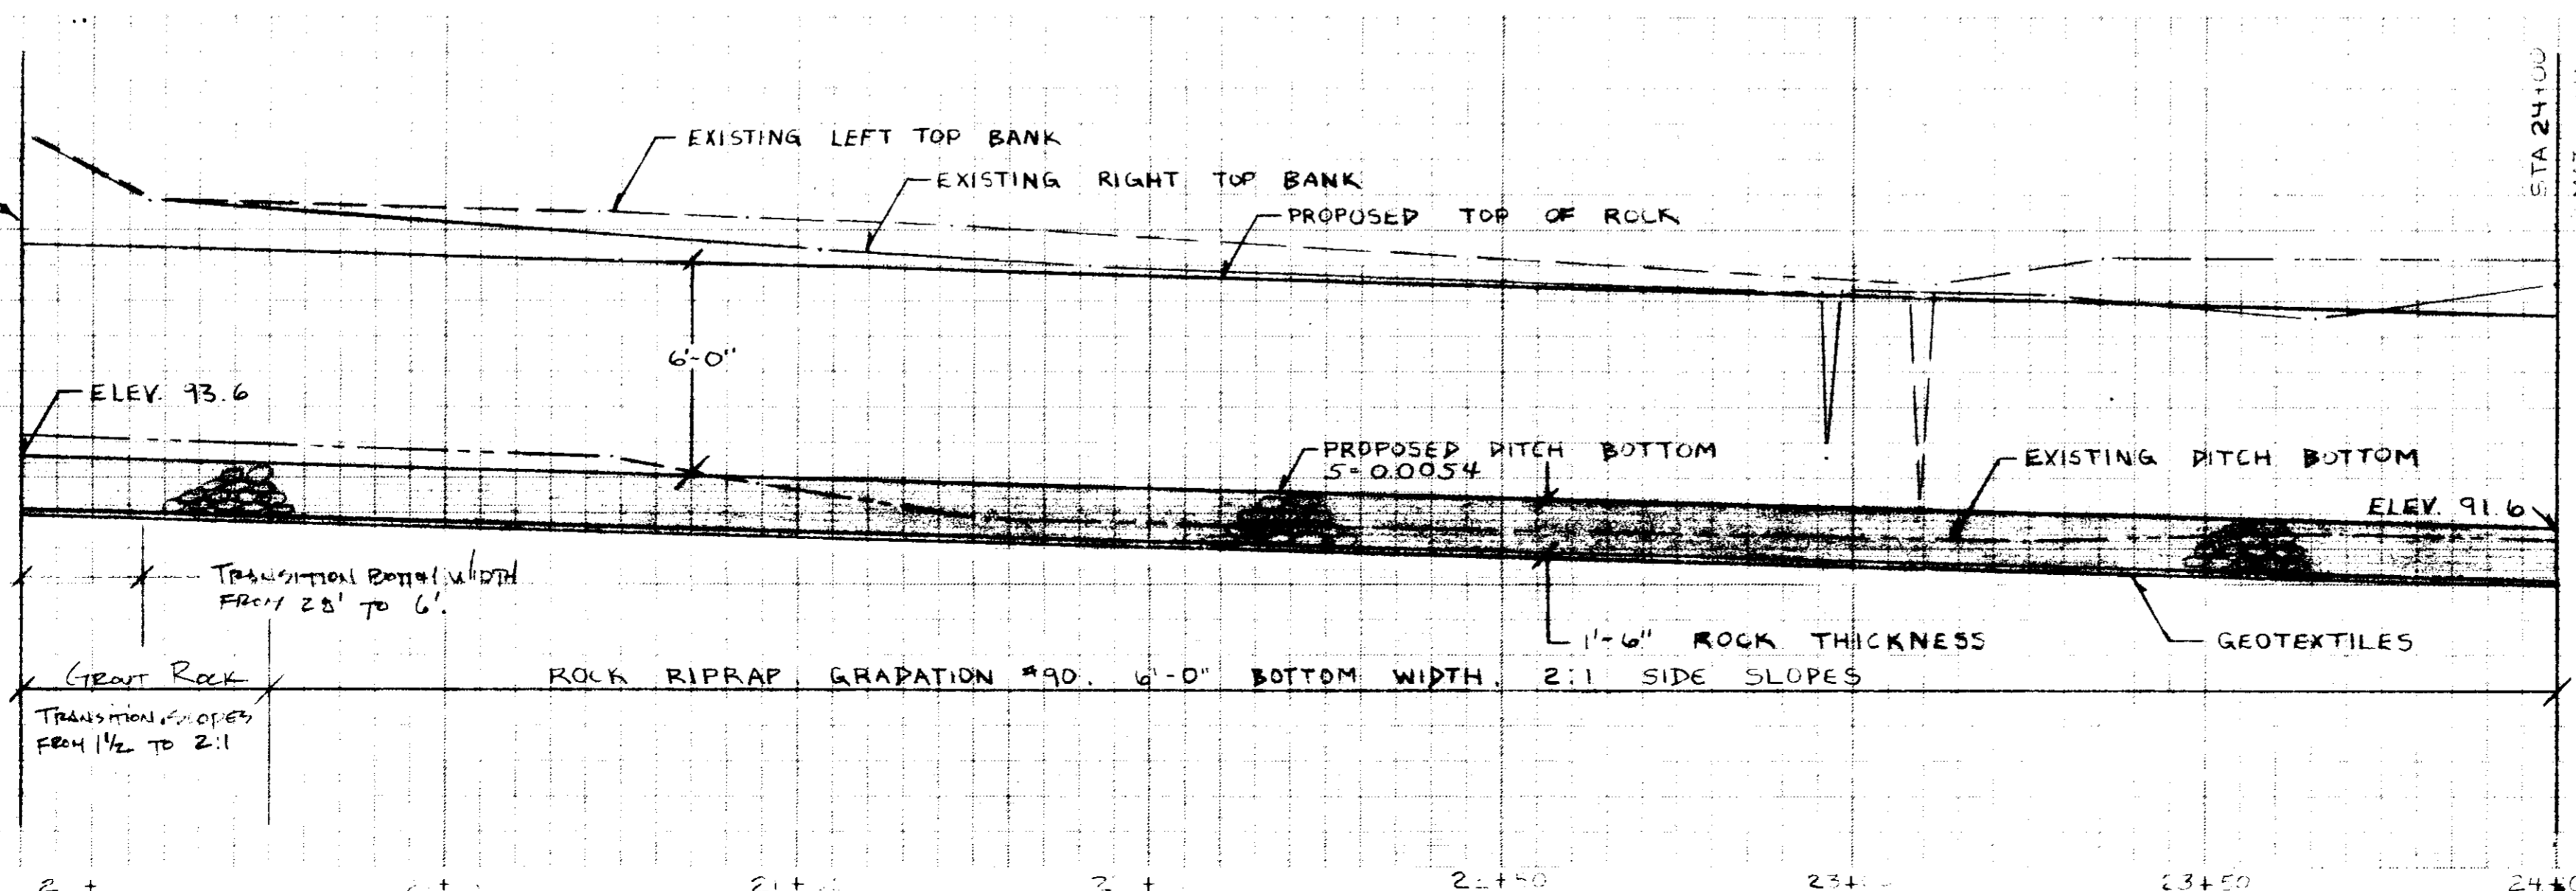 STA 24+00
EXISTING LEFT TOP BANK
EXISTING RIGHT TOP BANK
PROPOSED TOP OF ROCK
6'-0"
ELEV. 93.6
PROPOSED DITCH BOTTOM
S=0.0054
EXISTING DITCH BOTTOM
ELEV. 91.6
TRANSITION BOTTOM WIDTH
FROM 28' TO 6'.
1'-6" ROCK THICKNESS
GEOTEXTILES
GROUT ROCK
ROCK RIPRAP. GRADATION #90. 6'-0" BOTTOM WIDTH. 2:1 SIDE SLOPES
TRANSITION SLOPES
FROM 1½ TO 2:1
23+50